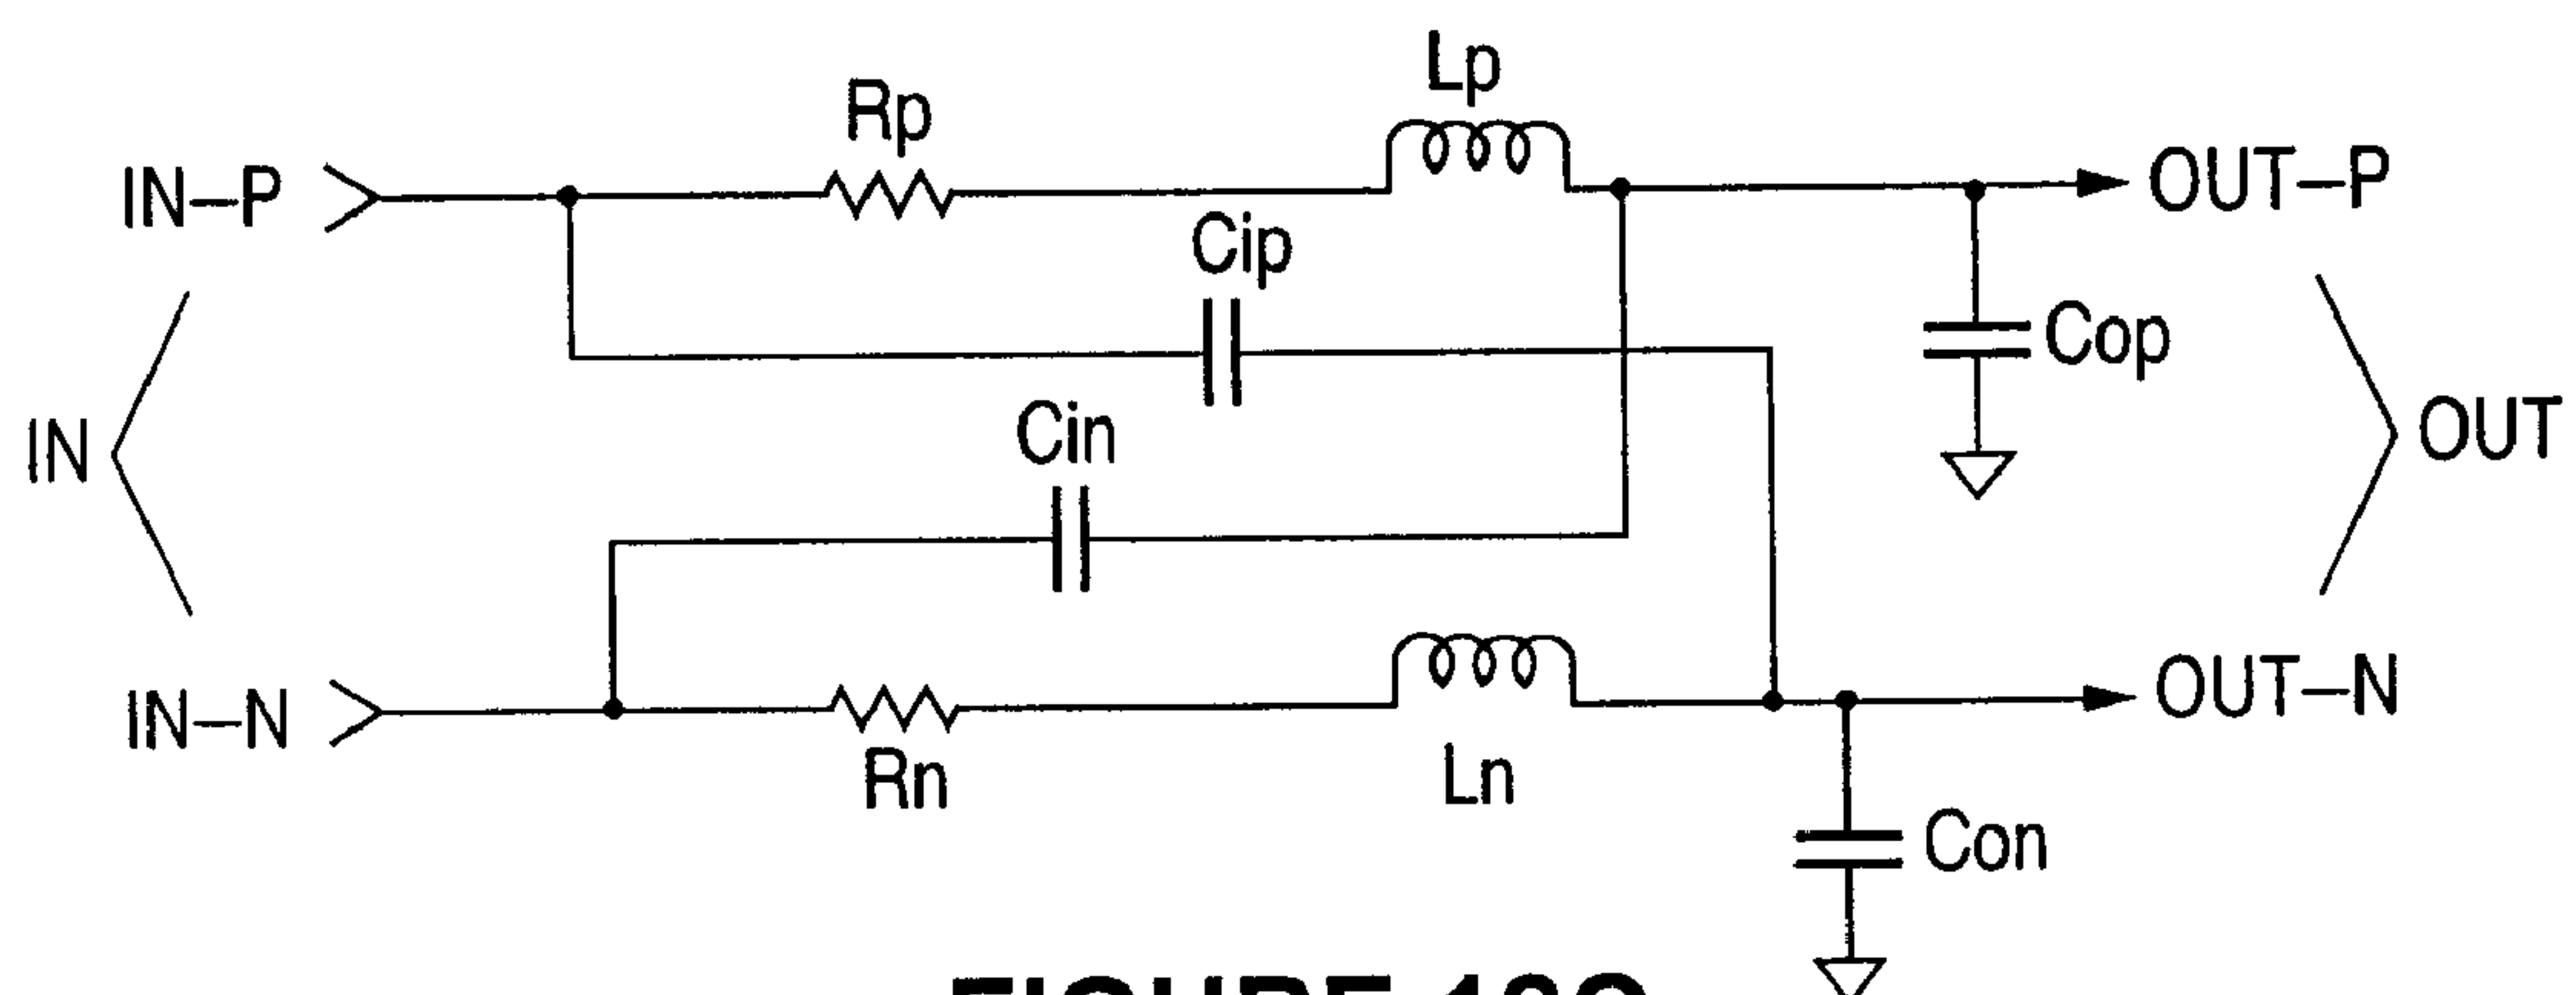 Lp
Rp
IN–P
OUT–P
Cip
Cop
Cin
IN
OUT
IN–N
OUT–N
Rn
Ln
Con